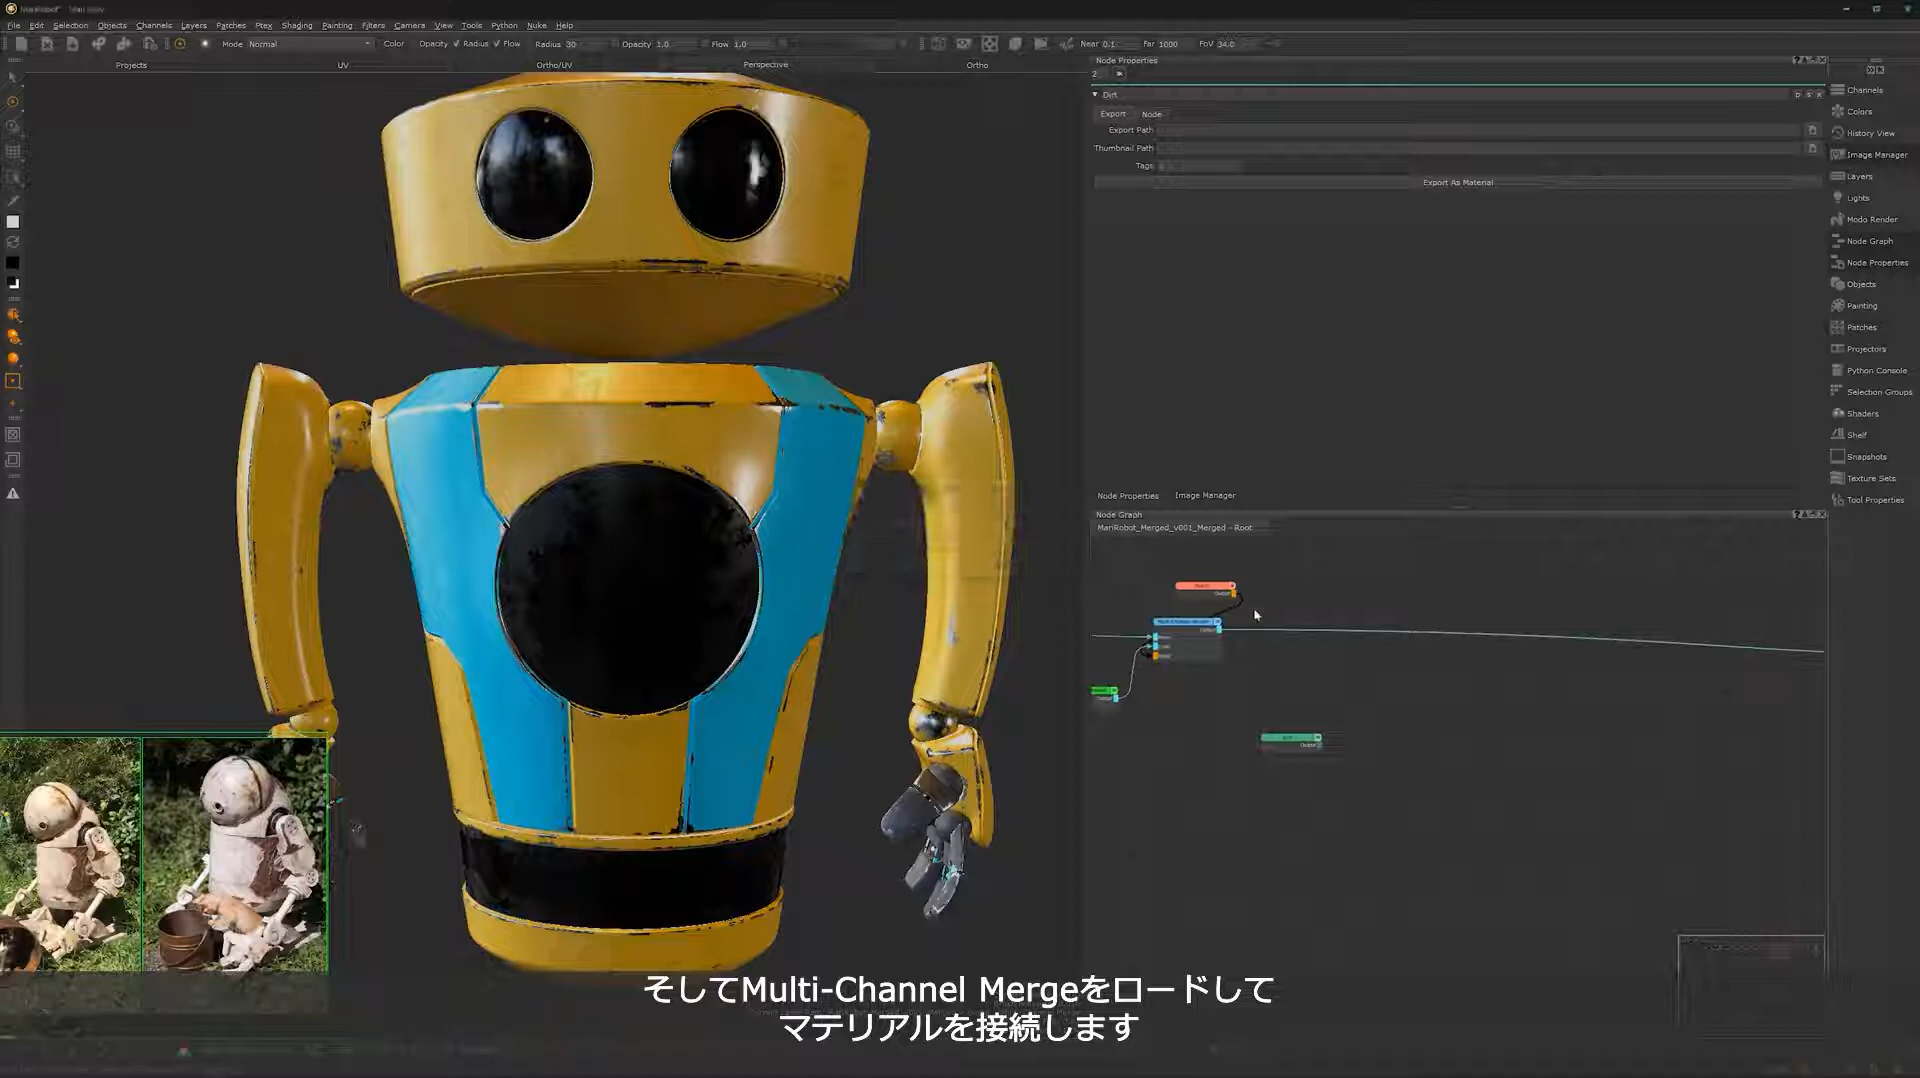 File Edit Selection Objects Channels Layers Patches Ptex Shading Painting Filters Camera View Tools Python Nuke Help
Mode Normal Color Opacity Radius Flow Radius 30 Opacity 1.0 Flow 1.0 Near 0.1 Far 1000 FoV 34.0
Projects UV Ortho/UV Perspective Ortho
Node Properties
2
Dirt
Export Node
Export Path
Thumbnail Path
Tags
Export As Material
Channels
Colors
History View
Image Manager
Layers
Lights
Modo Render
Node Graph
Node Properties
Objects
Painting
Patches
Projectors
Python Console
Selection Groups
Shaders
Shelf
Snapshots
Texture Sets
Tool Properties
Node Properties Image Manager
Node Graph
ManRobot_Merged_v001_Merged - Root
Output
Output
Output
Output
そしてMulti-Channel Mergeをロードして
マテリアルを接続します